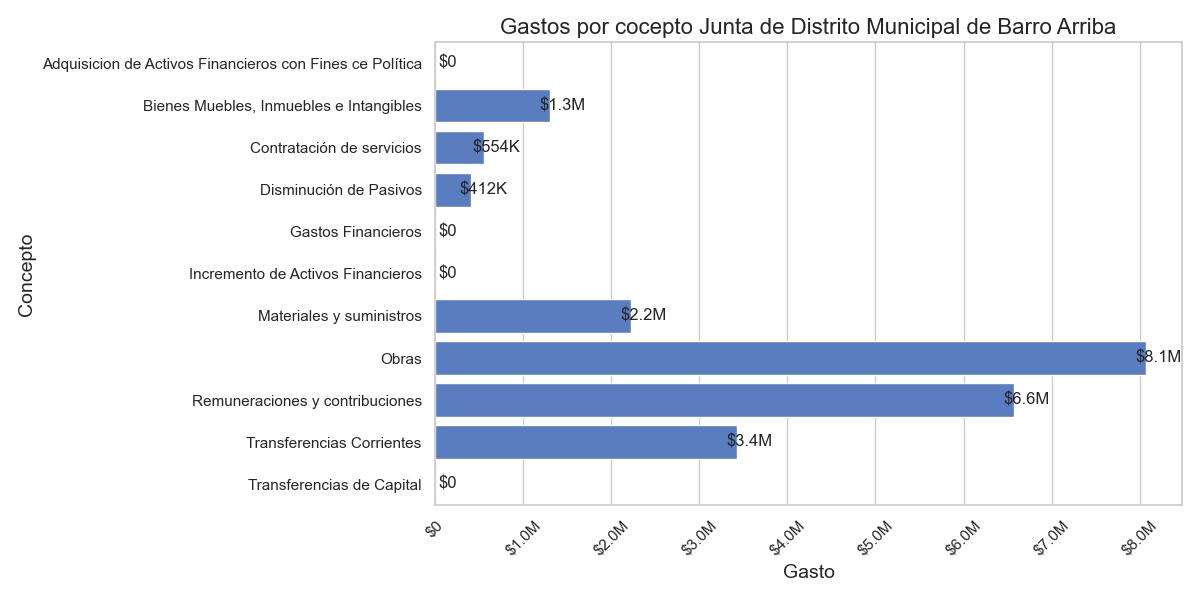 Gastos por cocepto Junta de Distrito Municipal de Barro Arriba
Concepto
Adquisicion de Activos Financieros con Fines ce Política $0
Bienes Muebles, Inmuebles e Intangibles $1.3M
Contratación de servicios $554K
Disminución de Pasivos $412K
Gastos Financieros $0
Incremento de Activos Financieros $0
Materiales y suministros $2.2M
Obras $8.1M
Remuneraciones y contribuciones $6.6M
Transferencias Corrientes $3.4M
Transferencias de Capital $0
$0 $1.0M $2.0M $3.0M $4.0M $5.0M $6.0M $7.0M $8.0M
Gasto